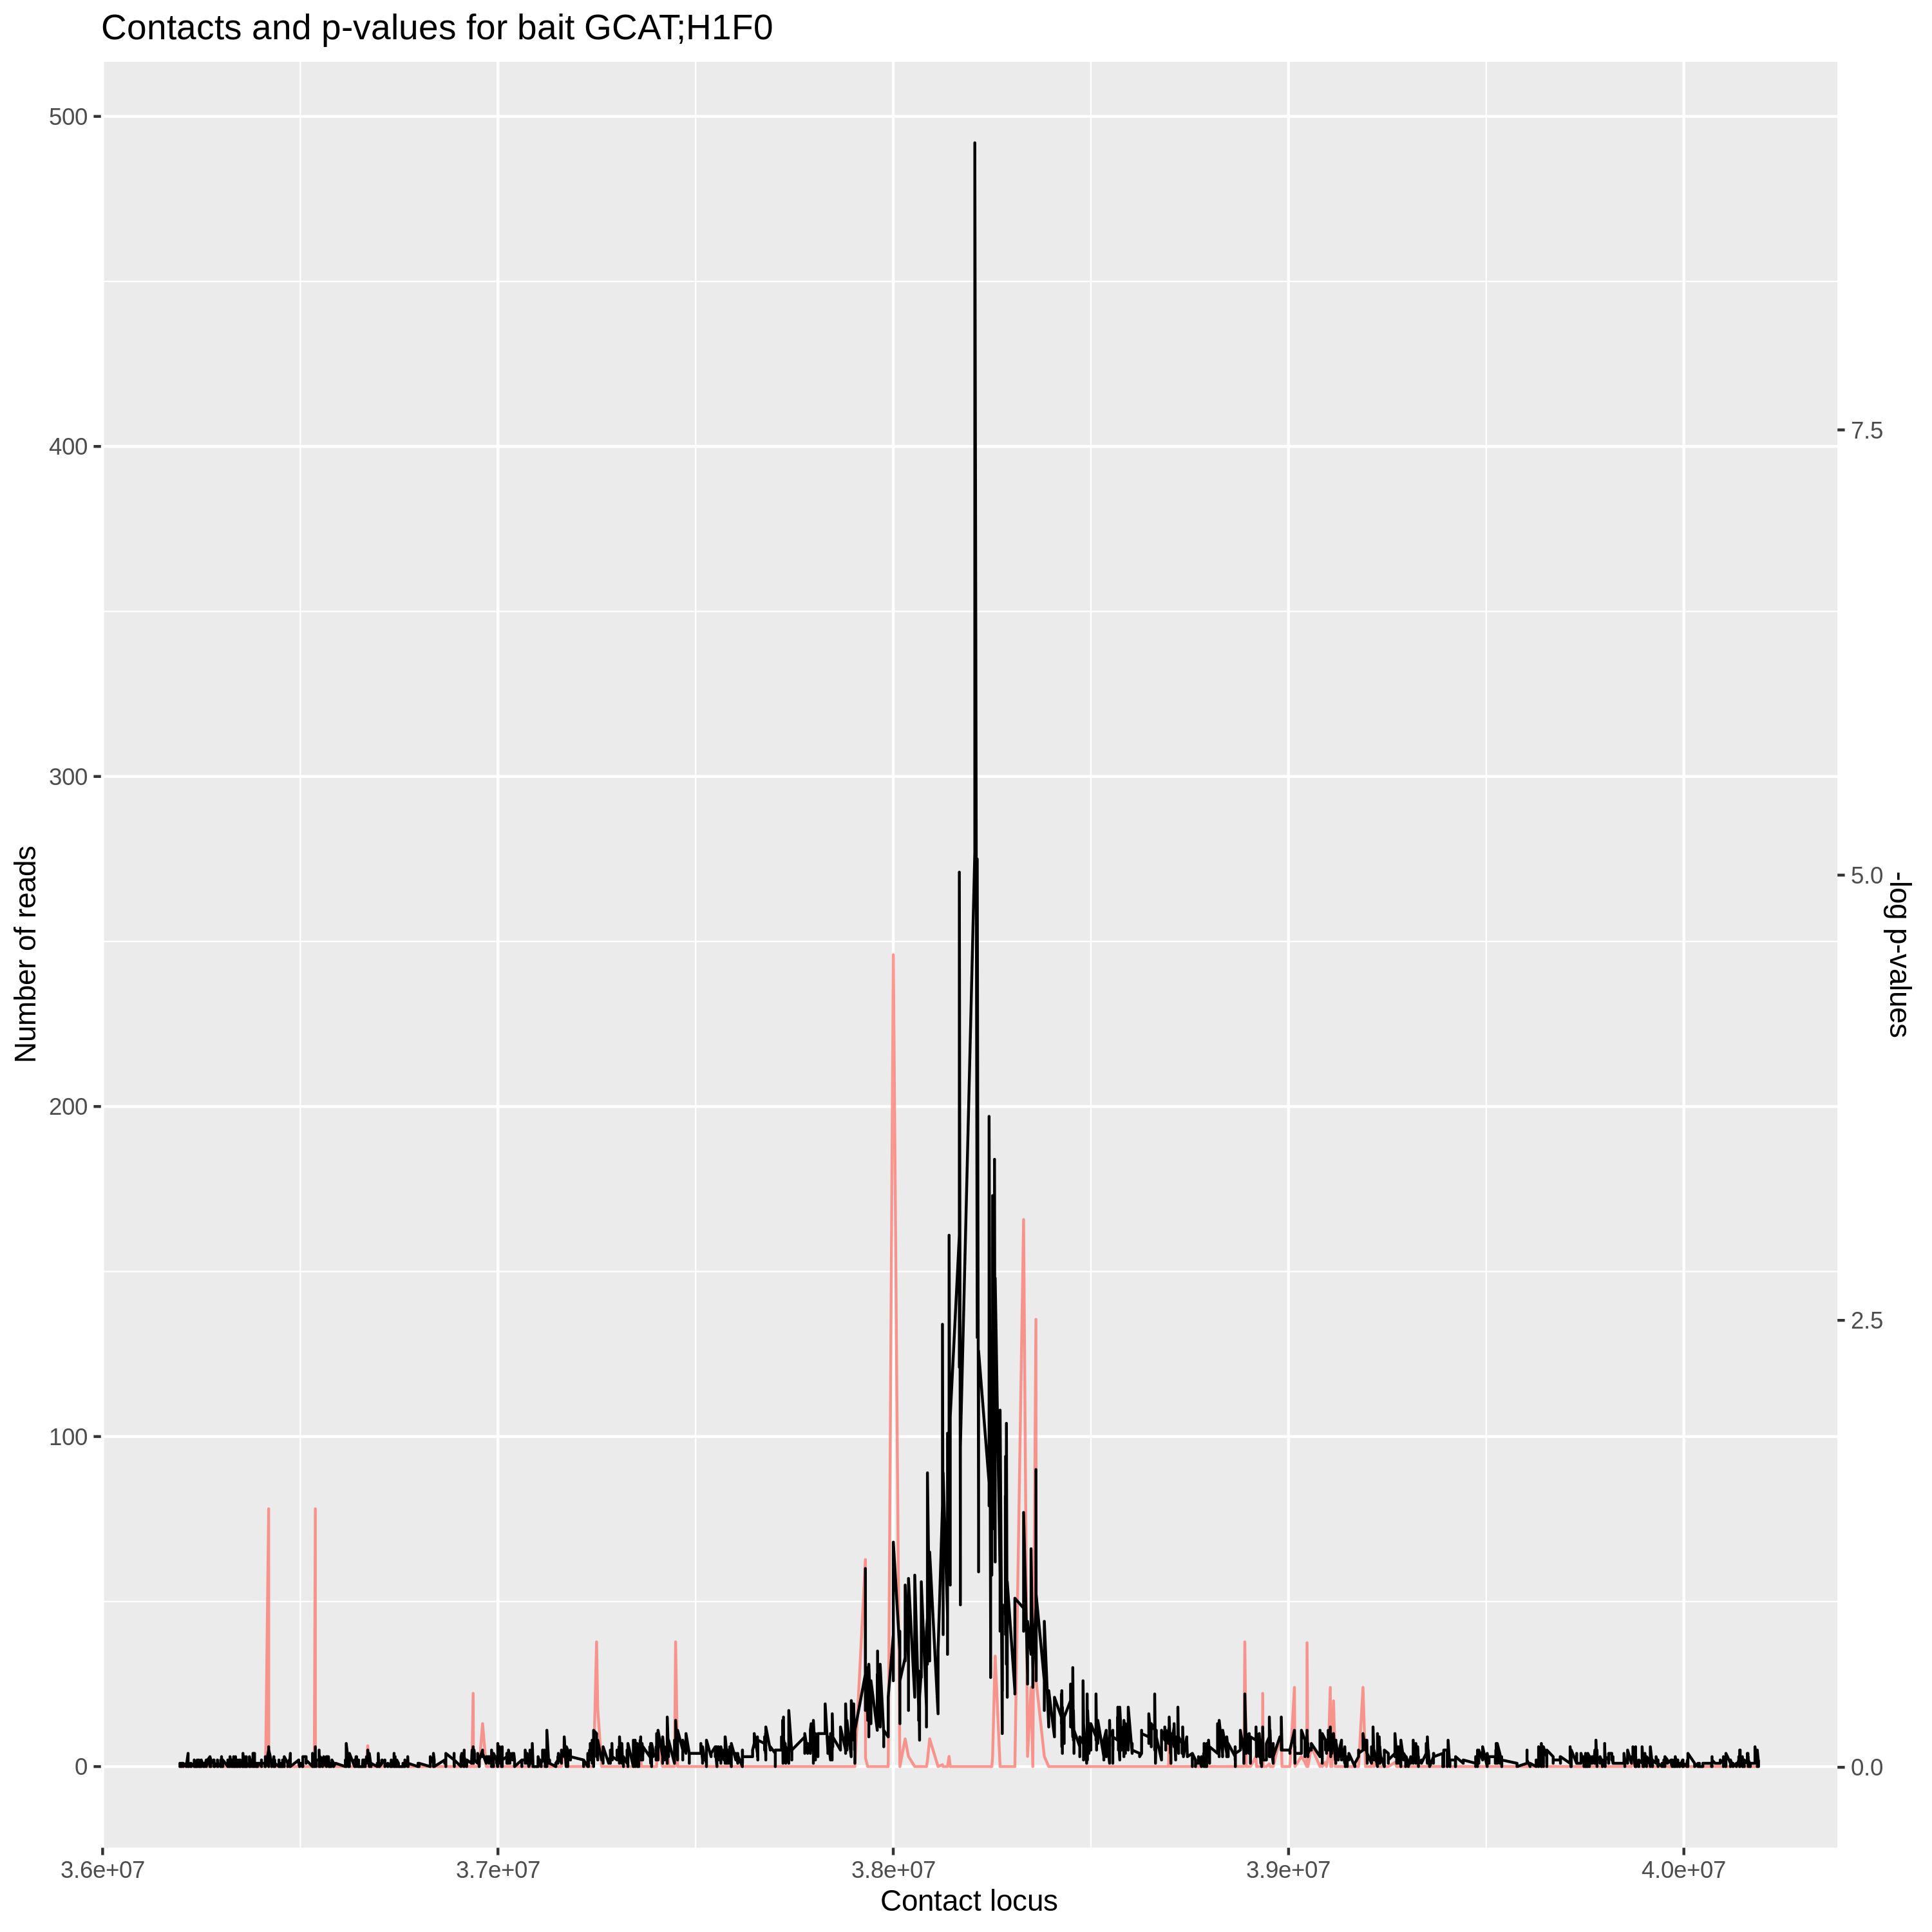 Contacts and p-values for bait GCAT;H1F0
500
400
300
200
100
0
Number of reads
7.5
5.0
2.5
0.0
-log p-values
3.6e+07
3.7e+07
3.8e+07
3.9e+07
4.0e+07
Contact locus